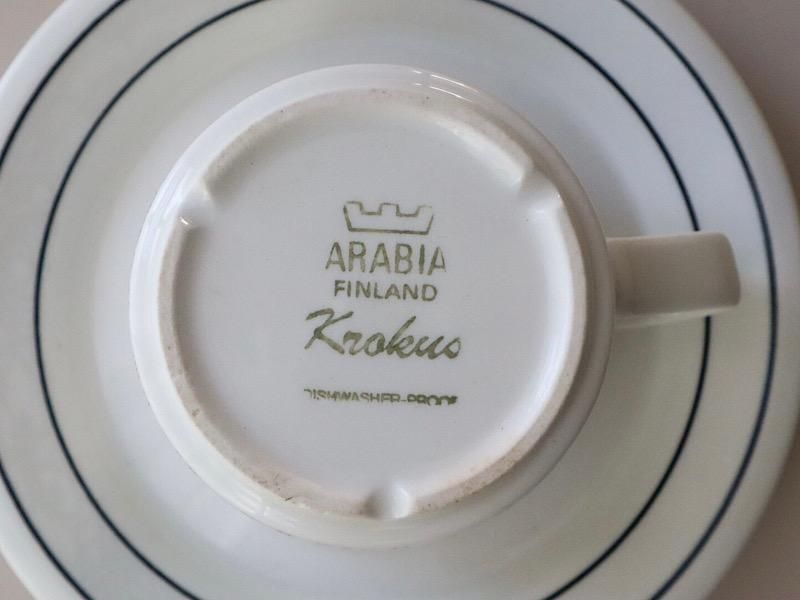 ARABIA
FINLAND
Krokus
DISHWASHER-PROOF